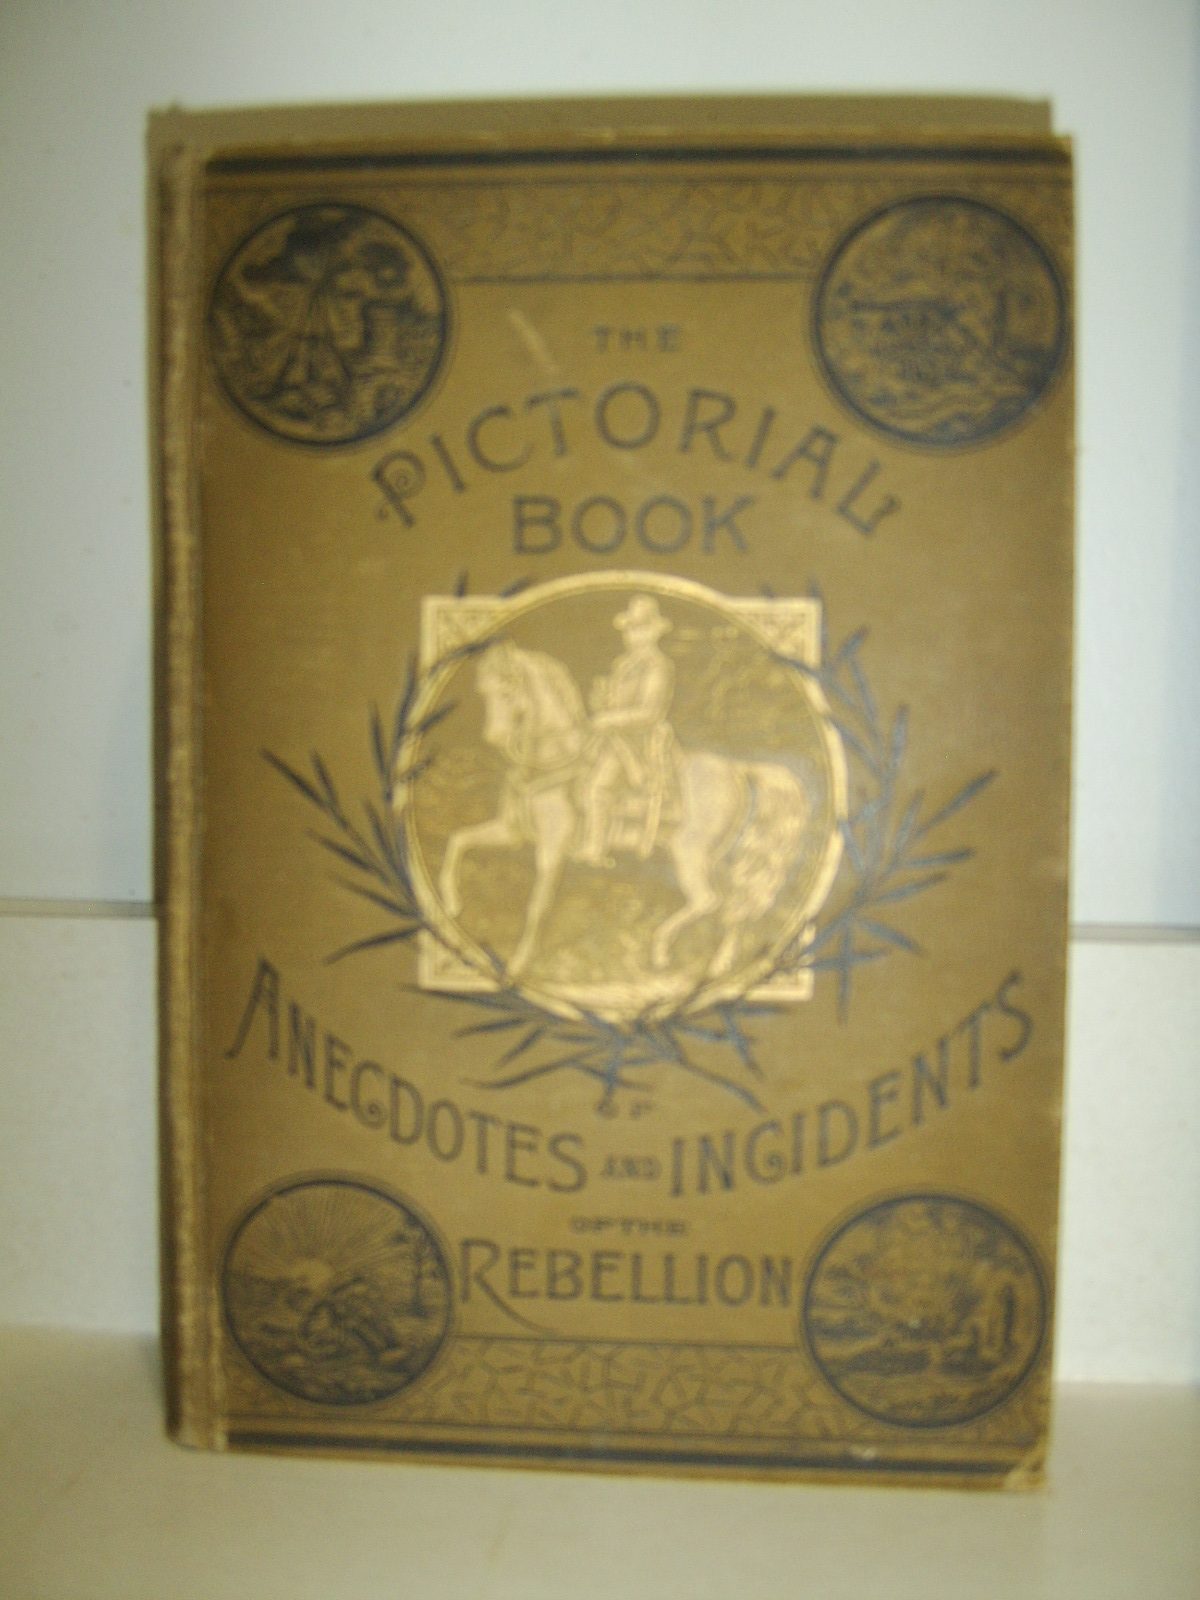 THE
PICTORIAL
BOOK
OF
ANECDOTES AND INCIDENTS
OF THE
REBELLION